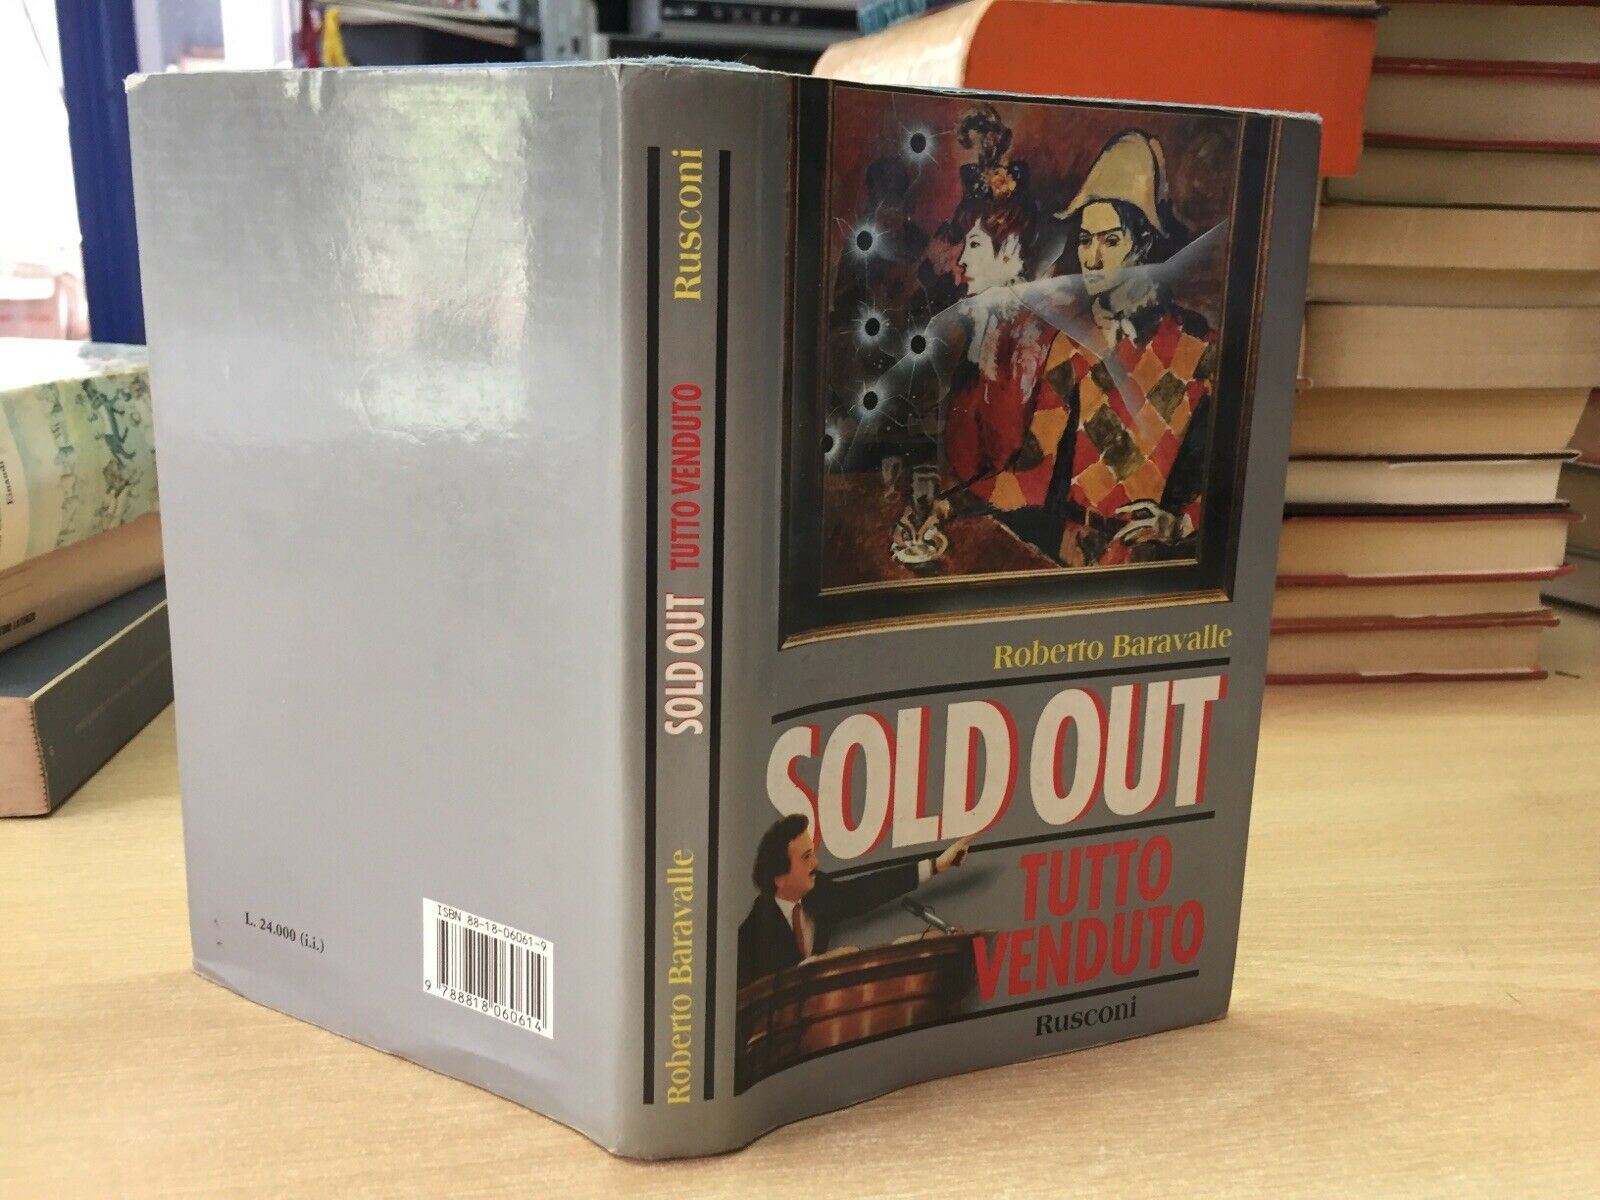 L. 24.000 (i.i.)
ISBN 88-18-06061-9
9 788818 060614
Roberto Baravalle
SOLD OUT TUTTO VENDUTO
Rusconi
Roberto Baravalle
SOLD OUT
TUTTO
VENDUTO
Rusconi
Einaudi